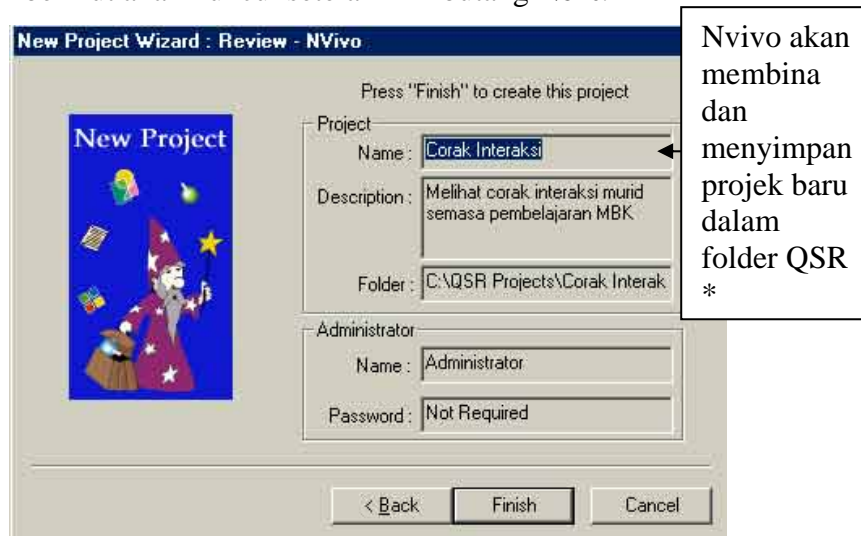 New Project Wizard : Review - NVivo
Press "Finish" to create this project
New Project
Project
Name :
Corak Interaksi
Description :
Melihat corak interaksi murid
semasa pembelajaran MBK
Folder :
C:\QSR Projects\Corak Interak
Administrator
Name :
Administrator
Password :
Not Required
< Back
Finish
Cancel
Nvivo akan
membina
dan
menyimpan
projek baru
dalam
folder QSR
*